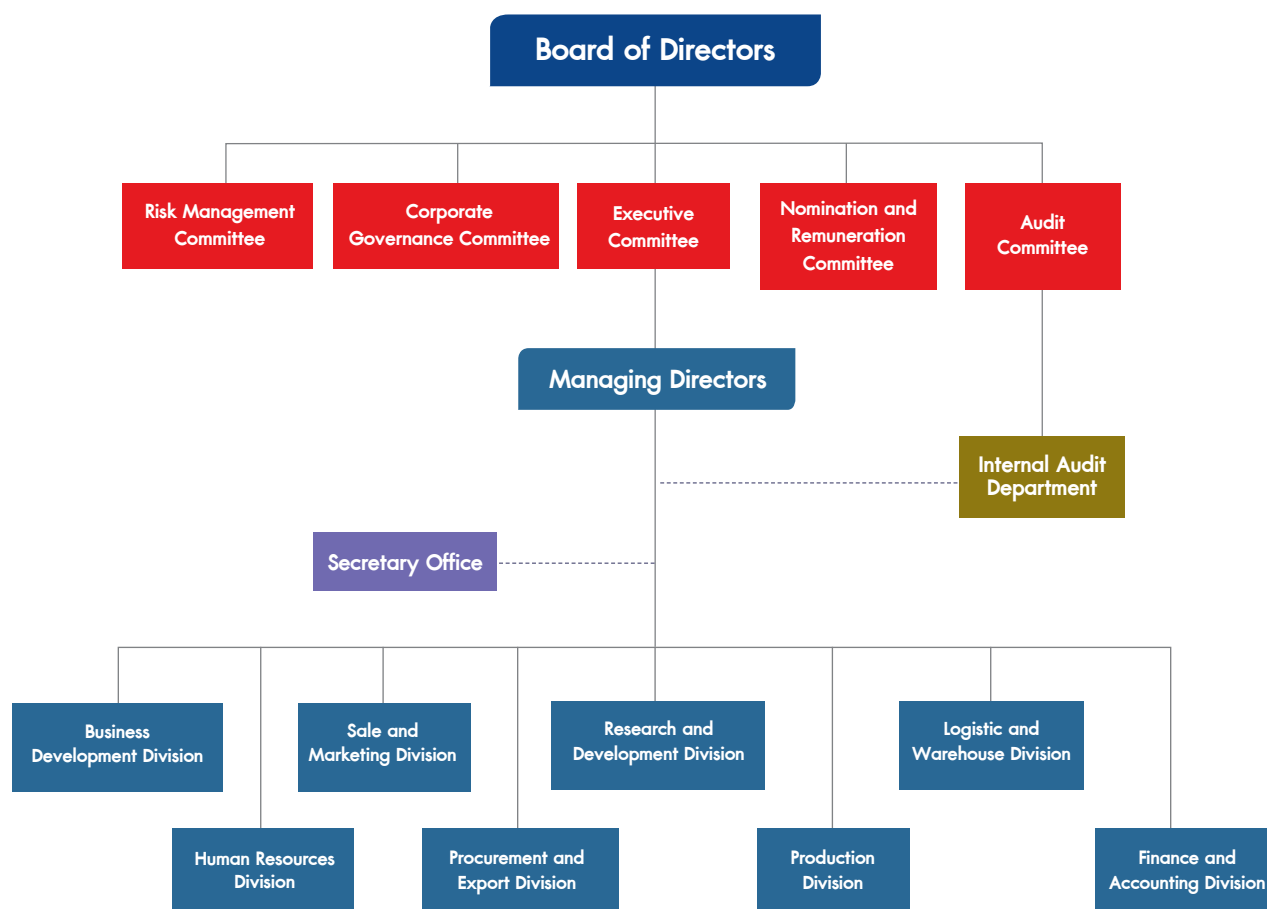 Board of Directors
Risk Management
Committee
Corporate
Governance Committee
Executive
Committee
Nomination and
Remuneration
Committee
Audit
Committee
Managing Directors
Internal Audit
Department
Secretary Office
Business
Development Division
Sale and
Marketing Division
Research and
Development Division
Logistic and
Warehouse Division
Human Resources
Division
Procurement and
Export Division
Production
Division
Finance and
Accounting Division